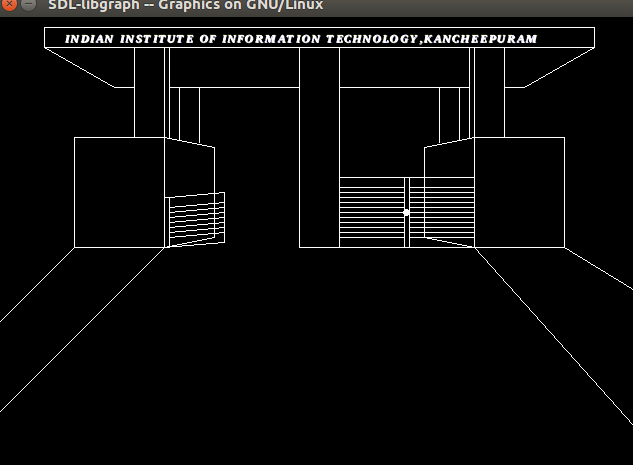 SDL-libgraph -- Graphics on GNU/Linux
INDIAN INSTITUTE OF INFORMATION TECHNOLOGY,KANCHEEPURAM